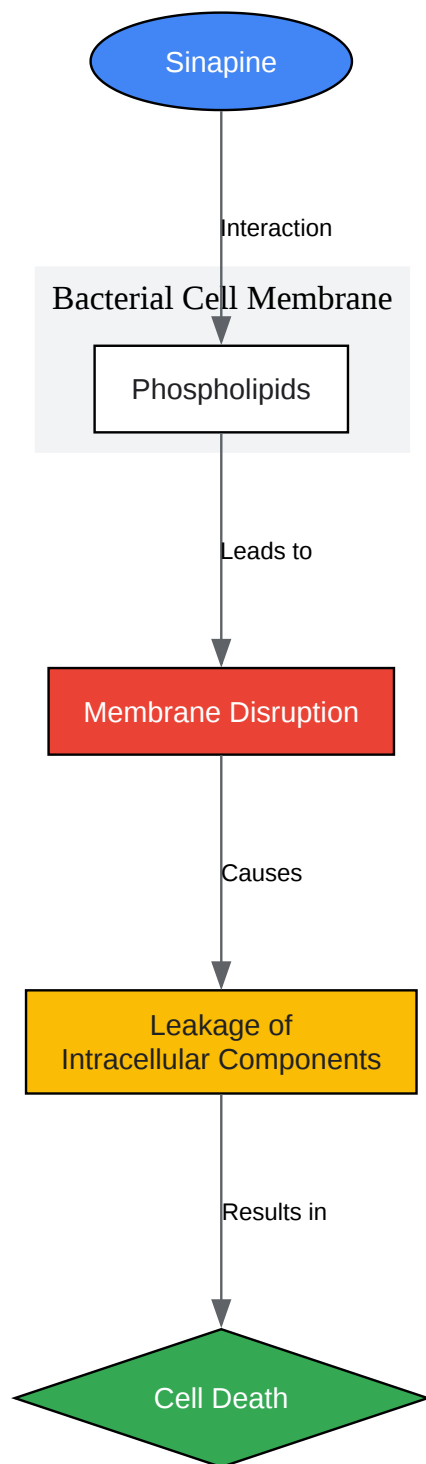 Sinapine
Interaction
Bacterial Cell Membrane
Phospholipids
Leads to
Membrane Disruption
Causes
Leakage of
Intracellular Components
Results in
Cell Death